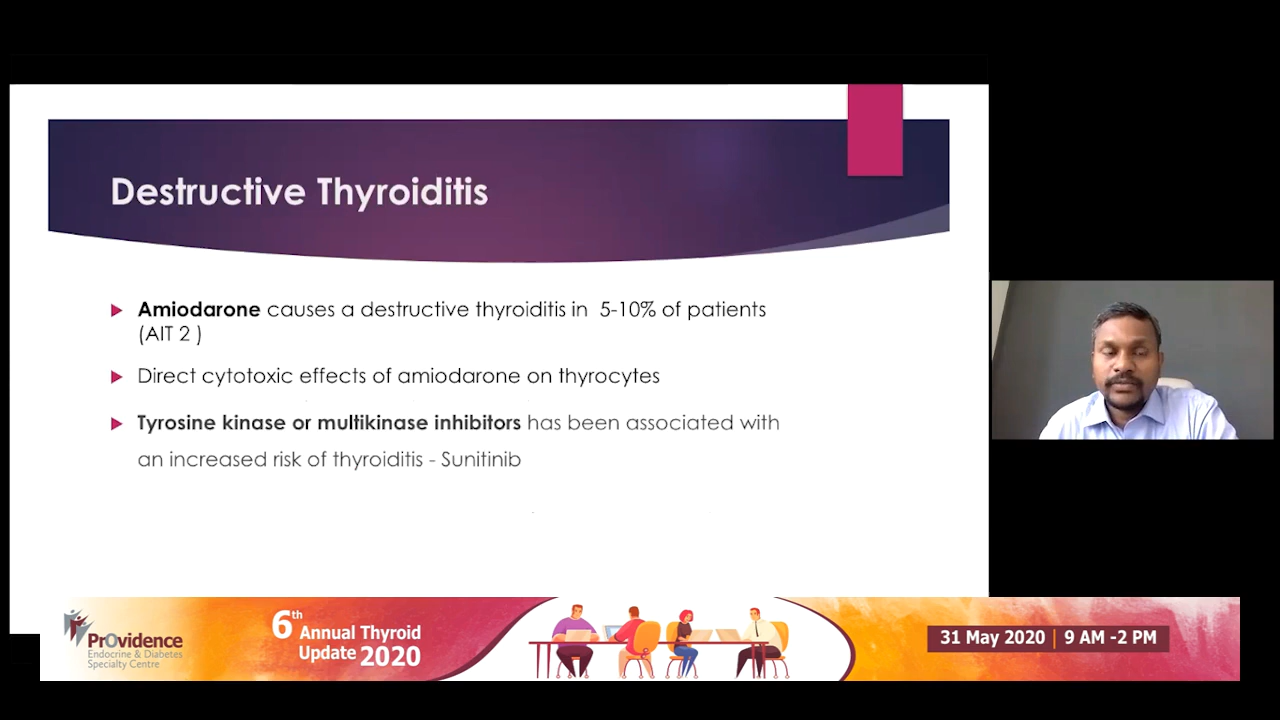 Destructive Thyroiditis
Amiodarone causes a destructive thyroiditis in 5-10% of patients
(AIT 2 )
Direct cytotoxic effects of amiodarone on thyrocytes
Tyrosine kinase or multikinase inhibitors has been associated with
an increased risk of thyroiditis - Sunitinib
PrOvidence
Endocrine & Diabetes
Specialty Centre
6th Annual Thyroid
Update 2020
31 May 2020 | 9 AM -2 PM